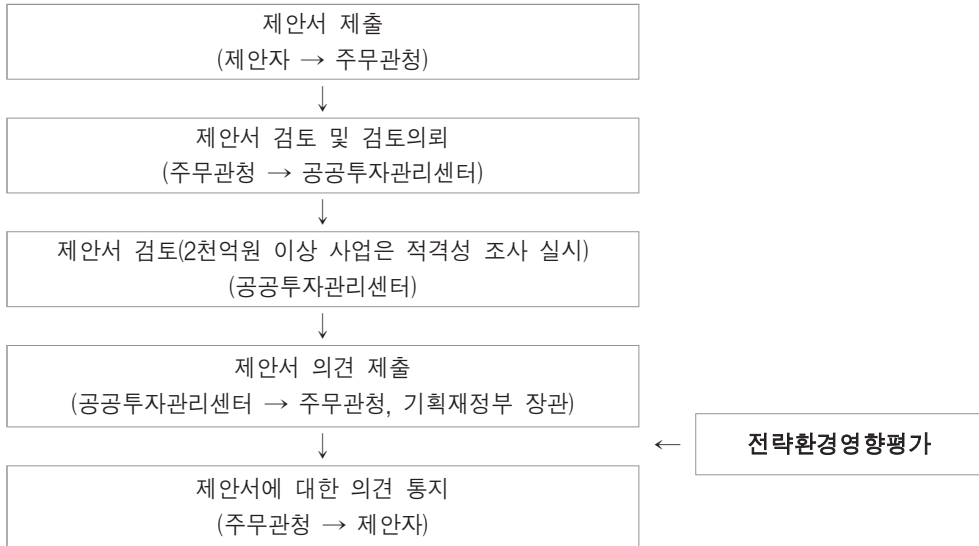 제안서 제출
(제안자 → 주무관청)
↓
제안서 검토 및 검토의뢰
(주무관청 → 공공투자관리센터)
↓
제안서 검토(2천억원 이상 사업은 적격성 조사 실시)
(공공투자관리센터)
↓
제안서 의견 제출
(공공투자관리센터 → 주무관청, 기획재정부 장관)
↓
← 전략환경영향평가
제안서에 대한 의견 통지
(주무관청 → 제안자)